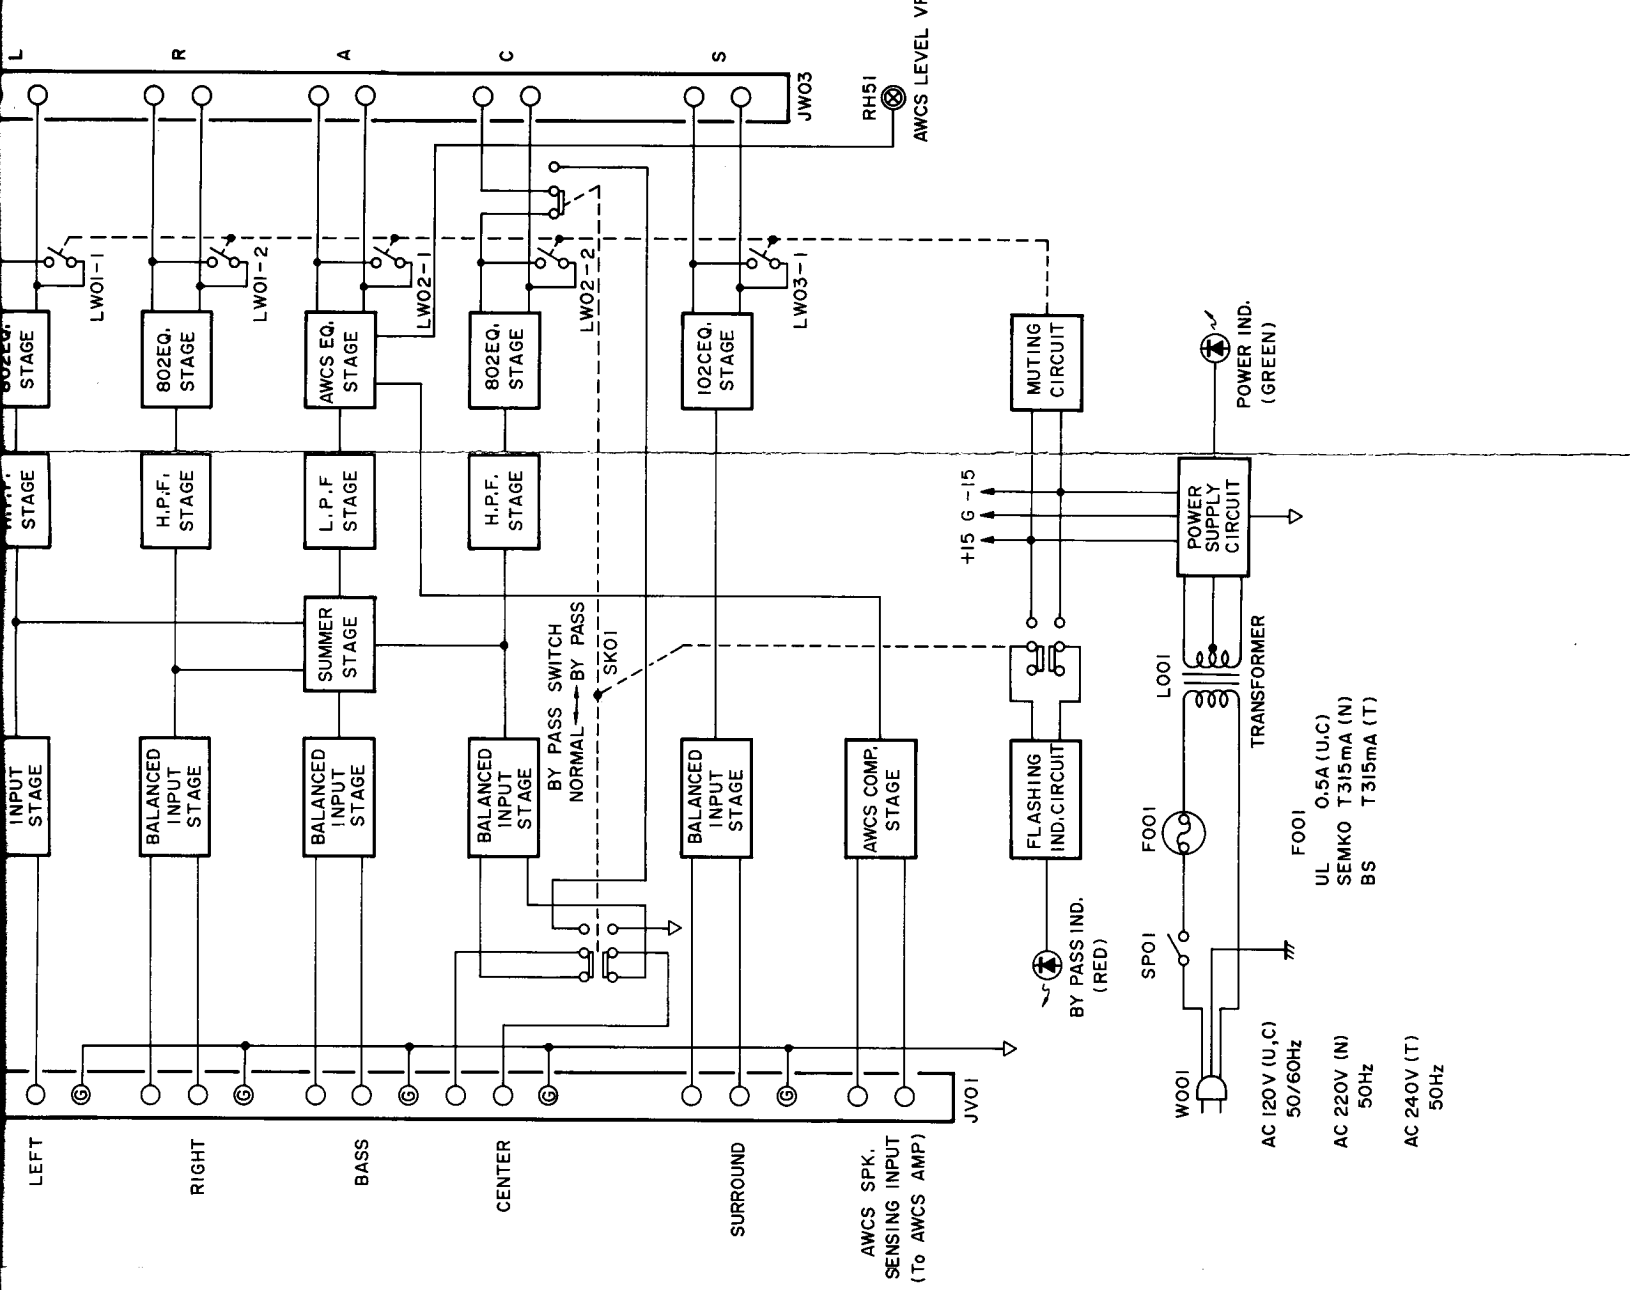 L
R
A
C
S
JW03
RH51
AWCS LEVEL
LW01-1
LW01-2
LW02-1
LW02-2
LW03-1
802EQ.
STAGE
802EQ.
STAGE
AWCS EQ.
STAGE
802EQ.
STAGE
102CEQ.
STAGE
MUTING
CIRCUIT
POWER IND.
(GREEN)
STAGE
H.P.F.
STAGE
L.P.F
STAGE
H.P.F.
STAGE
+15 G -15
POWER
SUPPLY
CIRCUIT
SUMMER
STAGE
BY PASS SWITCH
NORMAL BY PASS
SK01
L001
TRANSFORMER
INPUT
STAGE
BALANCED
INPUT
STAGE
BALANCED
INPUT
STAGE
BALANCED
INPUT
STAGE
BALANCED
INPUT
STAGE
AWCS COMP.
STAGE
FLASHING
IND.CIRCUIT
BY PASS IND.
(RED)
F001
SP01
F001
UL 0.5A (U,C)
SEMKO T315mA (N)
BS T315mA (T)
G
G
G
G
G
JV01
W001
AC 120V (U,C)
50/60Hz
AC 220V (N)
50Hz
AC 240V (T)
50Hz
LEFT
RIGHT
BASS
CENTER
SURROUND
AWCS SPK.
SENSING INPUT
(To AWCS AMP)